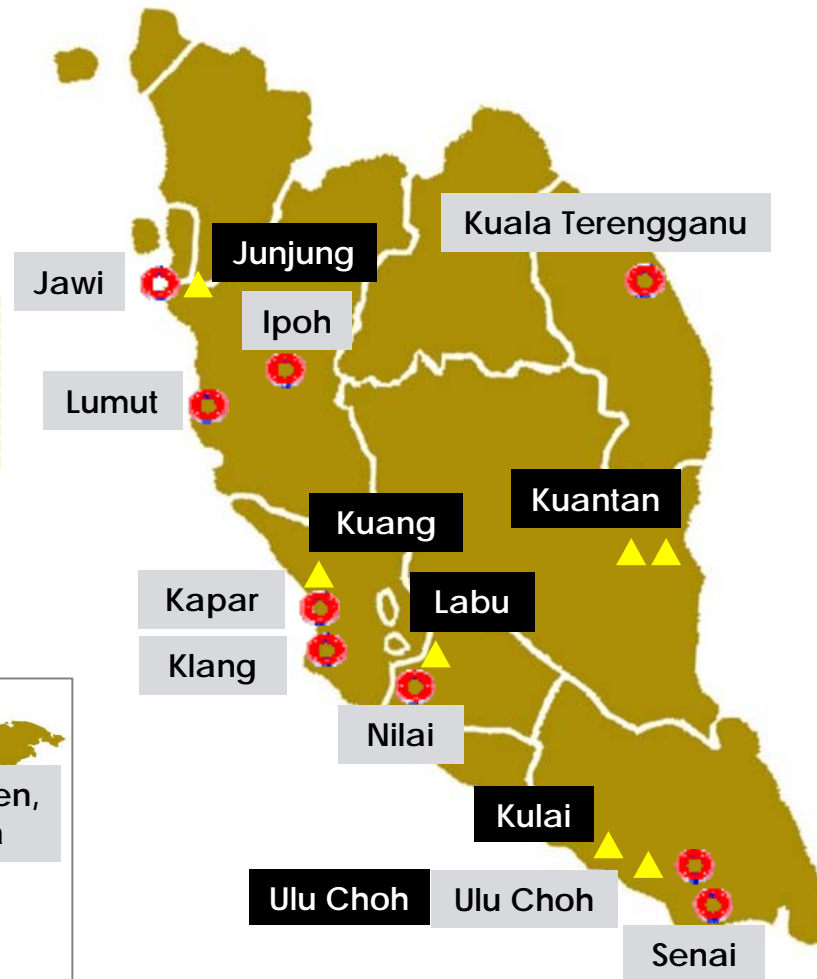 Kuala Terengganu
Junjung
Jawi
Ipoh
Lumut
Kuantan
Kuang
Kapar
Labu
Klang
Nilai
Kulai
Ulu Choh
Ulu Choh
Senai